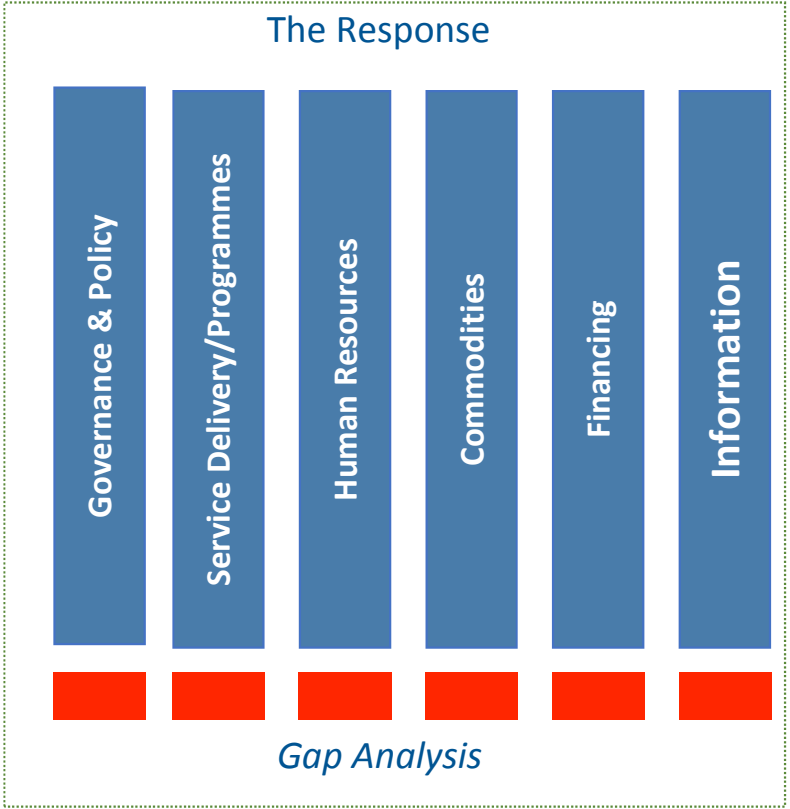 The Response
Governance & Policy
Service Delivery/Programmes
Human Resources
Commodities
Financing
Information
Gap Analysis